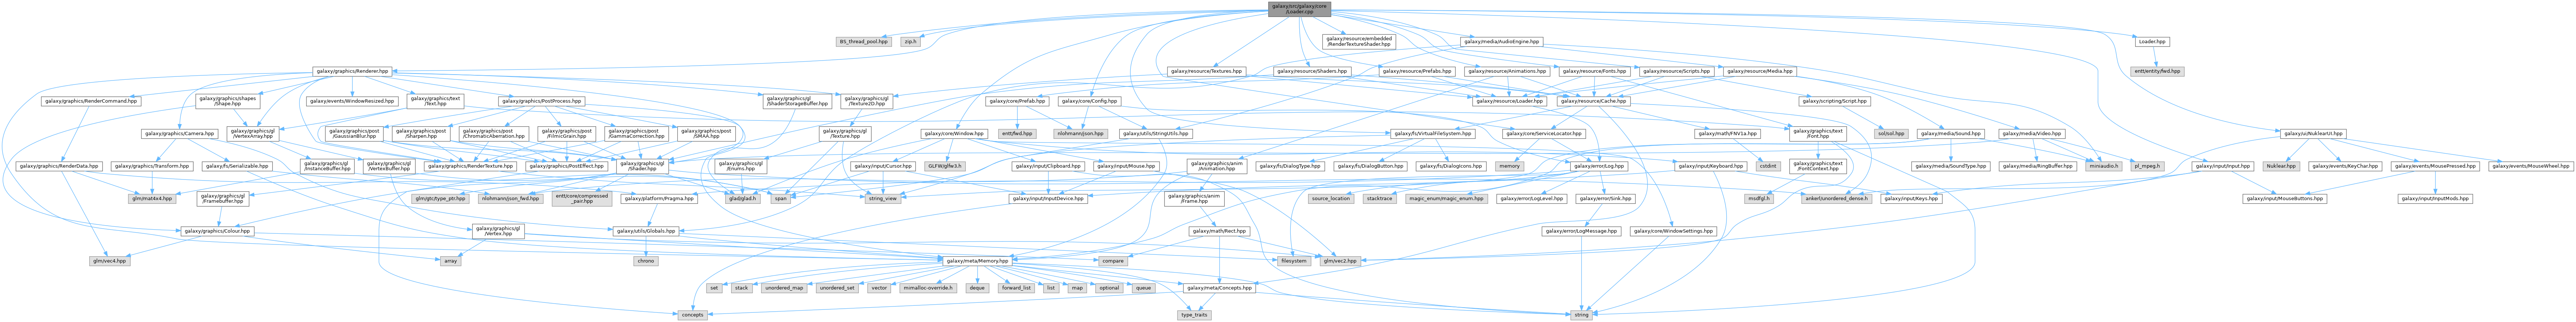 galaxy/src/galaxy/core
/Loader.cpp
BS_thread_pool.hpp
zip.h
galaxy/resource/embedded
/RenderTextureShader.hpp
galaxy/media/AudioEngine.hpp
Loader.hpp
galaxy/graphics/Renderer.hpp
galaxy/resource/Textures.hpp
galaxy/resource/Shaders.hpp
galaxy/resource/Prefabs.hpp
galaxy/resource/Animations.hpp
galaxy/resource/Fonts.hpp
galaxy/resource/Scripts.hpp
galaxy/resource/Media.hpp
entt/entity/fwd.hpp
galaxy/graphics/RenderCommand.hpp
galaxy/graphics/shapes
/Shape.hpp
galaxy/events/WindowResized.hpp
galaxy/graphics/text
/Text.hpp
galaxy/graphics/PostProcess.hpp
galaxy/graphics/gl
/ShaderStorageBuffer.hpp
galaxy/graphics/gl
/Texture2D.hpp
galaxy/core/Prefab.hpp
galaxy/core/Config.hpp
galaxy/resource/Loader.hpp
galaxy/resource/Cache.hpp
galaxy/scripting/Script.hpp
galaxy/graphics/Camera.hpp
galaxy/graphics/gl
/VertexArray.hpp
galaxy/graphics/post
/GaussianBlur.hpp
galaxy/graphics/post
/Sharpen.hpp
galaxy/graphics/post
/ChromaticAberration.hpp
galaxy/graphics/post
/FilmicGrain.hpp
galaxy/graphics/post
/GammaCorrection.hpp
galaxy/graphics/post
/SMAA.hpp
galaxy/graphics/gl
/Texture.hpp
galaxy/core/Window.hpp
entt/fwd.hpp
nlohmann/json.hpp
galaxy/utils/StringUtils.hpp
galaxy/fs/VirtualFileSystem.hpp
galaxy/core/ServiceLocator.hpp
galaxy/math/FNV1a.hpp
galaxy/graphics/text
/Font.hpp
sol/sol.hpp
galaxy/media/Sound.hpp
galaxy/media/Video.hpp
galaxy/ui/NuklearUI.hpp
galaxy/graphics/RenderData.hpp
galaxy/graphics/Transform.hpp
galaxy/fs/Serializable.hpp
galaxy/graphics/gl
/InstanceBuffer.hpp
galaxy/graphics/gl
/VertexBuffer.hpp
galaxy/graphics/RenderTexture.hpp
galaxy/graphics/PostEffect.hpp
galaxy/graphics/gl
/Shader.hpp
galaxy/graphics/gl
/Enums.hpp
galaxy/input/Cursor.hpp
GLFW/glfw3.h
galaxy/input/Clipboard.hpp
galaxy/input/Mouse.hpp
galaxy/graphics/anim
/Animation.hpp
galaxy/fs/DialogType.hpp
galaxy/fs/DialogButton.hpp
galaxy/fs/DialogIcons.hpp
memory
galaxy/error/Log.hpp
cstdint
galaxy/input/Keyboard.hpp
galaxy/graphics/text
/FontContext.hpp
galaxy/media/SoundType.hpp
galaxy/media/RingBuffer.hpp
miniaudio.h
pl_mpeg.h
galaxy/input/Input.hpp
Nuklear.hpp
galaxy/events/KeyChar.hpp
galaxy/events/MousePressed.hpp
galaxy/events/MouseWheel.hpp
glm/mat4x4.hpp
galaxy/graphics/gl
/Framebuffer.hpp
glm/gtc/type_ptr.hpp
nlohmann/json_fwd.hpp
entt/core/compressed
_pair.hpp
galaxy/platform/Pragma.hpp
glad/glad.h
span
string_view
galaxy/input/InputDevice.hpp
galaxy/graphics/anim
/Frame.hpp
source_location
stacktrace
magic_enum/magic_enum.hpp
galaxy/error/LogLevel.hpp
galaxy/error/Sink.hpp
msdfgl.h
ankerl/unordered_dense.h
galaxy/input/Keys.hpp
galaxy/input/MouseButtons.hpp
galaxy/input/InputMods.hpp
galaxy/graphics/Colour.hpp
galaxy/graphics/gl
/Vertex.hpp
galaxy/utils/Globals.hpp
galaxy/math/Rect.hpp
galaxy/error/LogMessage.hpp
galaxy/core/WindowSettings.hpp
glm/vec4.hpp
array
chrono
galaxy/meta/Memory.hpp
compare
filesystem
glm/vec2.hpp
set
stack
unordered_map
unordered_set
vector
mimalloc-override.h
deque
forward_list
list
map
optional
queue
galaxy/meta/Concepts.hpp
concepts
type_traits
string